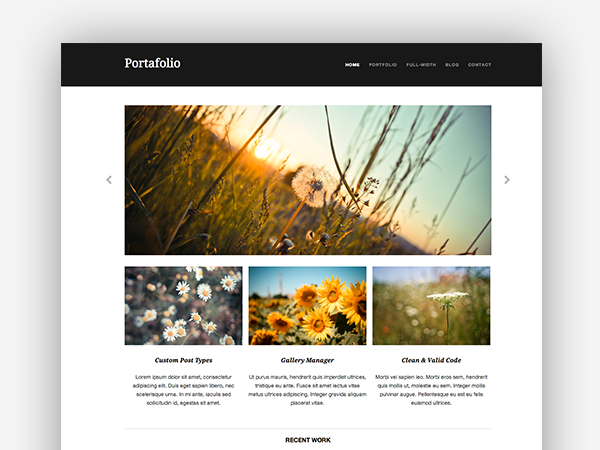 Portafolio
HOME PORTFOLIO FULL-WIDTH BLOG CONTACT
Custom Post Types
Lorem ipsum dolor sit amet, consectetur
adipiscing elit. Duis eget sapien libero, nec
scelerisque urna. In mi ante, iaculis sed
sollicitudin id, egestas sit amet.
Gallery Manager
Ut purus mauris, hendrerit quis imperdiet ultrices,
tristique eu ante. Fusce sit amet lectus vitae
metus ultrices adipiscing. Integer gravida aliquam
placerat vitae.
Clean & Valid Code
Morbi vel sapien leo. Morbi eros sem, hendrerit
quis mollis ut, molestie eu sem. Integer mollis
pulvinar augue. Pellentesque eu est eu felis
euismod ultrices.
RECENT WORK